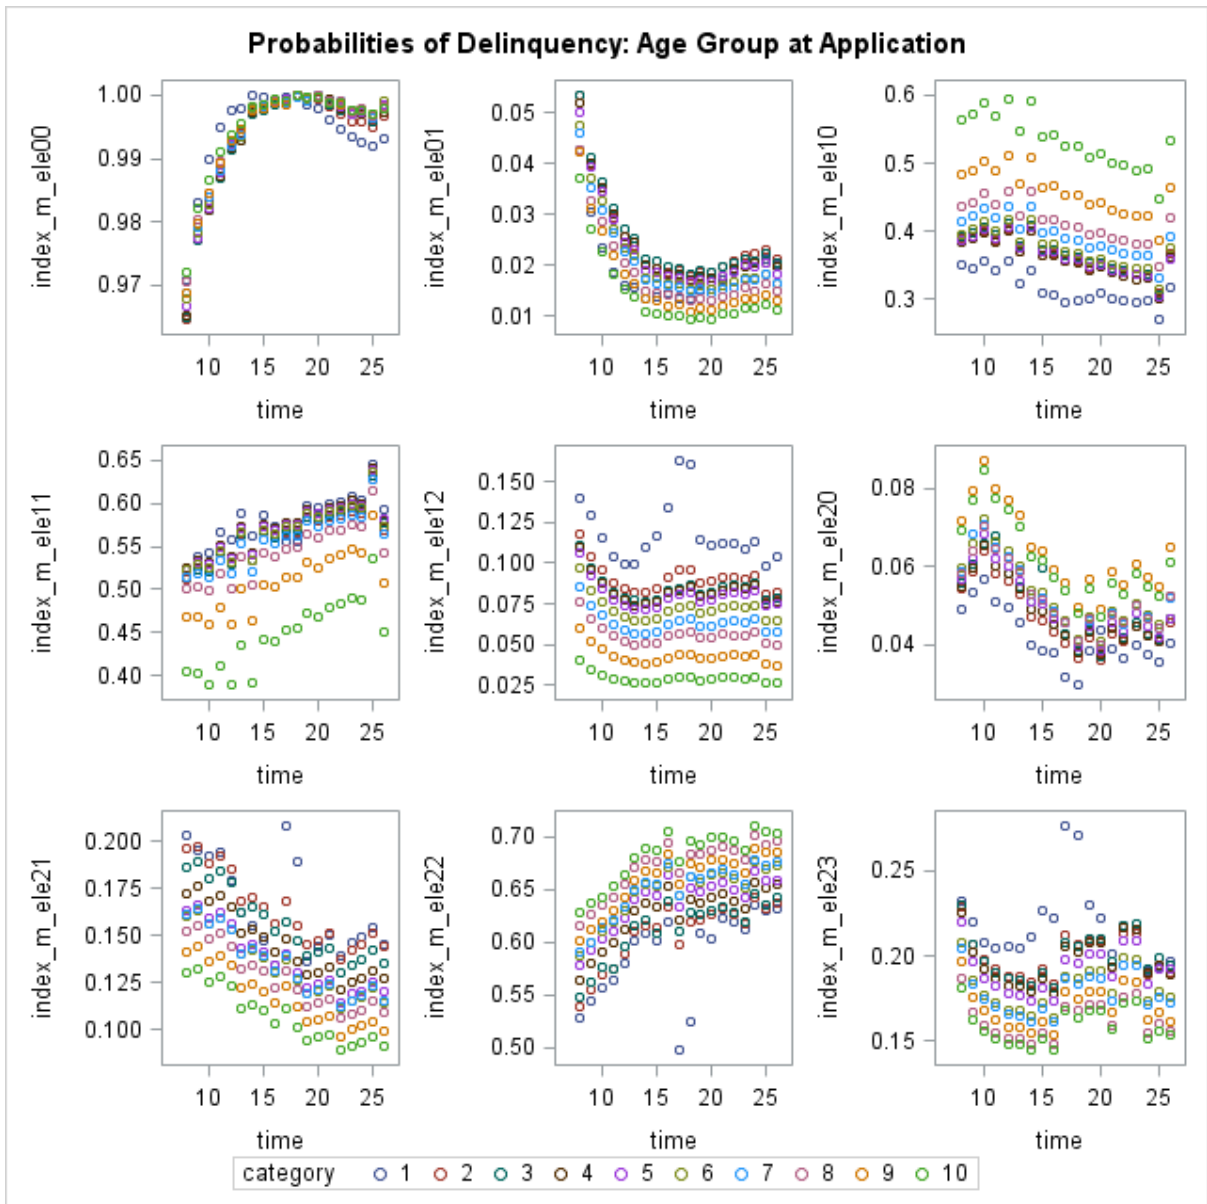 Probabilities of Delinquency: Age Group at Application
index_m_ele00
1.00
0.99
0.98
0.97
10 15 20 25
time
index_m_ele01
0.05
0.04
0.03
0.02
0.01
10 15 20 25
time
index_m_ele10
0.6
0.5
0.4
0.3
10 15 20 25
time
index_m_ele11
0.65
0.60
0.55
0.50
0.45
0.40
10 15 20 25
time
index_m_ele12
0.150
0.125
0.100
0.075
0.050
0.025
10 15 20 25
time
index_m_ele20
0.08
0.06
0.04
10 15 20 25
time
index_m_ele21
0.200
0.175
0.150
0.125
0.100
10 15 20 25
time
index_m_ele22
0.70
0.65
0.60
0.55
0.50
10 15 20 25
time
index_m_ele23
0.25
0.20
0.15
10 15 20 25
time
category 1 2 3 4 5 6 7 8 9 10